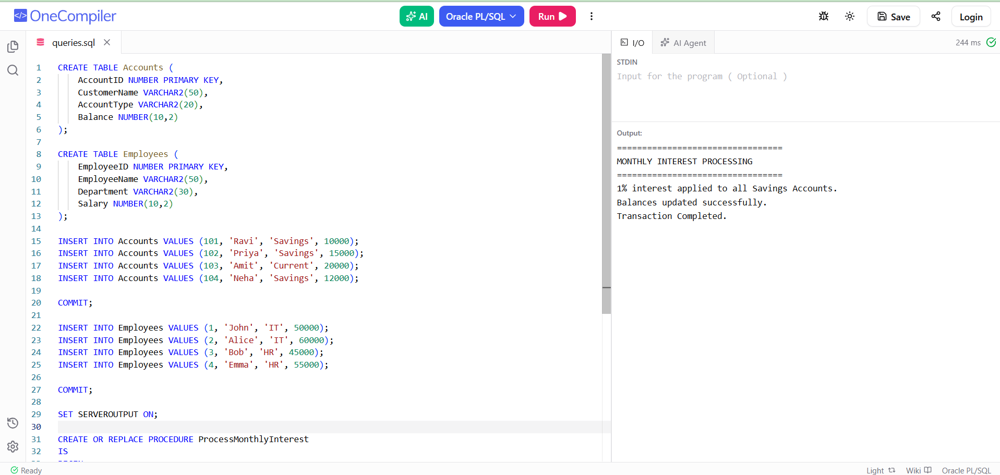 OneCompiler
AI
Oracle PL/SQL
Run
Save
Login
queries.sql
I/O
AI Agent
244 ms
1 CREATE TABLE Accounts (
2 AccountID NUMBER PRIMARY KEY,
3 CustomerName VARCHAR2(50),
4 AccountType VARCHAR2(20),
5 Balance NUMBER(10,2)
6 );
7
8 CREATE TABLE Employees (
9 EmployeeID NUMBER PRIMARY KEY,
10 EmployeeName VARCHAR2(50),
11 Department VARCHAR2(30),
12 Salary NUMBER(10,2)
13 );
14
15 INSERT INTO Accounts VALUES (101, 'Ravi', 'Savings', 10000);
16 INSERT INTO Accounts VALUES (102, 'Priya', 'Savings', 15000);
17 INSERT INTO Accounts VALUES (103, 'Amit', 'Current', 20000);
18 INSERT INTO Accounts VALUES (104, 'Neha', 'Savings', 12000);
19
20 COMMIT;
21
22 INSERT INTO Employees VALUES (1, 'John', 'IT', 50000);
23 INSERT INTO Employees VALUES (2, 'Alice', 'IT', 60000);
24 INSERT INTO Employees VALUES (3, 'Bob', 'HR', 45000);
25 INSERT INTO Employees VALUES (4, 'Emma', 'HR', 55000);
26
27 COMMIT;
28
29 SET SERVEROUTPUT ON;
30
31 CREATE OR REPLACE PROCEDURE ProcessMonthlyInterest
32 IS
STDIN
Input for the program ( Optional )
Output:
=================================
MONTHLY INTEREST PROCESSING
=================================
1% interest applied to all Savings Accounts.
Balances updated successfully.
Transaction Completed.
Ready
Light
Wiki
Oracle PL/SQL